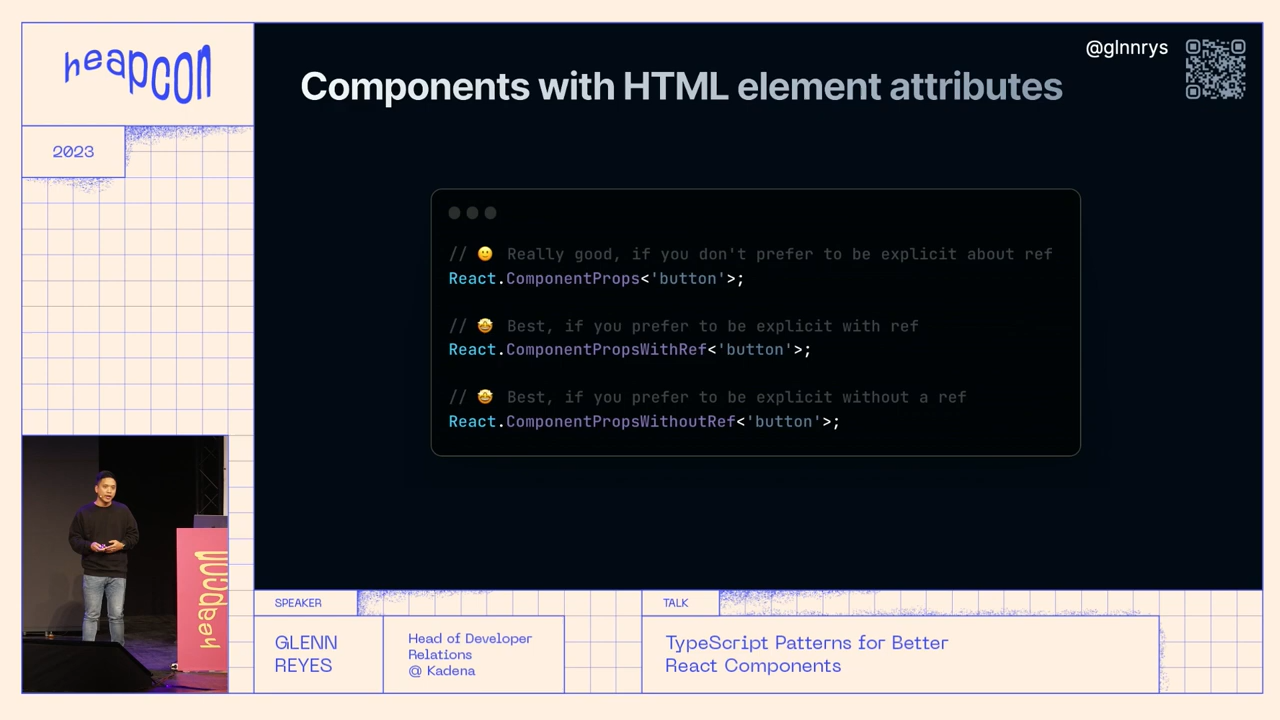 heapcon
2023
@glnnrys
Components with HTML element attributes
// 🙂 Really good, if you don't prefer to be explicit about ref
React.ComponentProps<'button'>;
// 🤩 Best, if you prefer to be explicit with ref
React.ComponentPropsWithRef<'button'>;
// 🤩 Best, if you prefer to be explicit without a ref
React.ComponentPropsWithoutRef<'button'>;
heapcon
SPEAKER
GLENN
REYES
Head of Developer
Relations
@ Kadena
TALK
TypeScript Patterns for Better
React Components